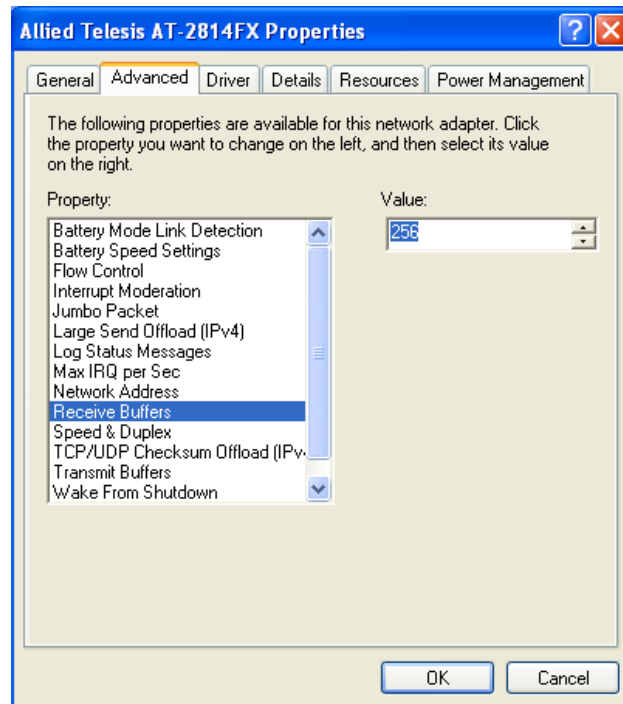 Allied Telesis AT-2814FX Properties
General Advanced Driver Details Resources Power Management
The following properties are available for this network adapter. Click
the property you want to change on the left, and then select its value
on the right.
Property:
Value:
Battery Mode Link Detection
Battery Speed Settings
Flow Control
Interrupt Moderation
Jumbo Packet
Large Send Offload (IPv4)
Log Status Messages
Max IRQ per Sec
Network Address
Receive Buffers
Speed & Duplex
TCP/UDP Checksum Offload (IPv
Transmit Buffers
Wake From Shutdown
256
OK Cancel